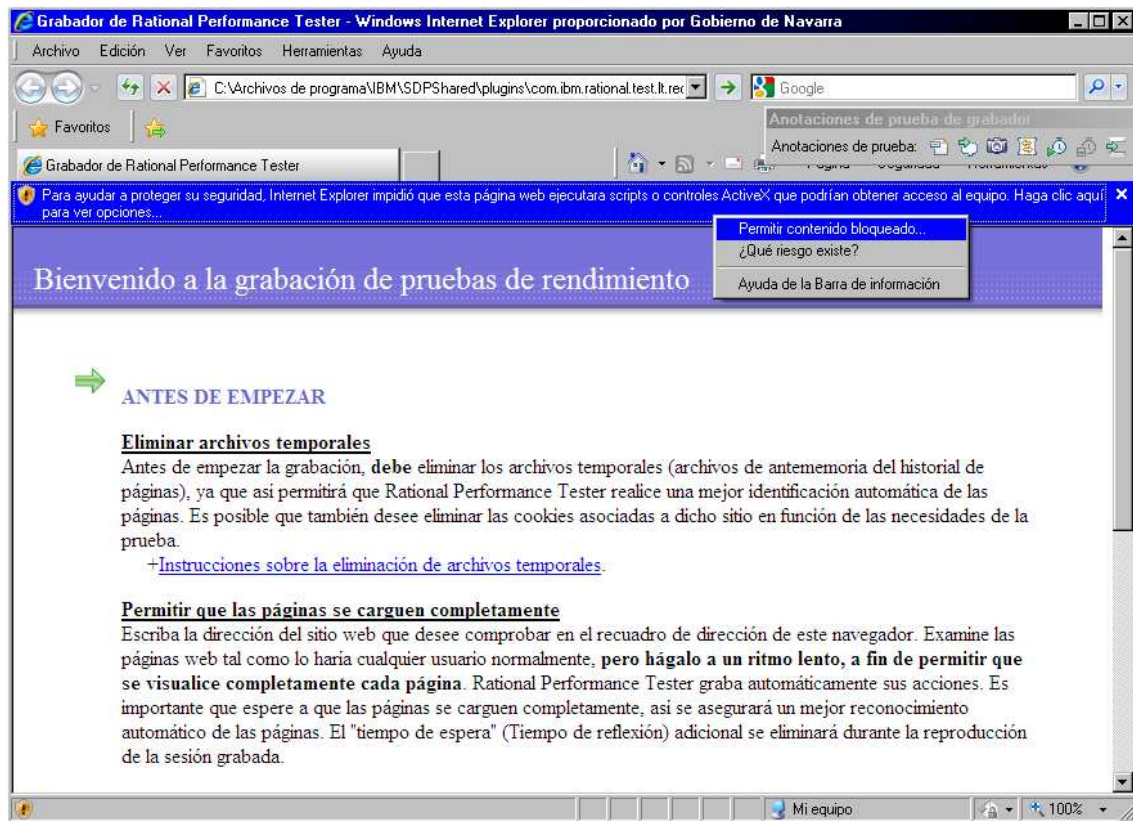 Grabador de Rational Performance Tester - Windows Internet Explorer proporcionado por Gobierno de Navarra
Archivo Edición Ver Favoritos Herramientas Ayuda
C:\Archivos de programa\IBM\SDPShared\plugins\com.ibm.rational.test.lt.rec
Google
Favoritos
Anotaciones de prueba de grabador
Anotaciones de prueba:
Grabador de Rational Performance Tester
Para ayudar a proteger su seguridad, Internet Explorer impidió que esta página web ejecutara scripts o controles ActiveX que podrían obtener acceso al equipo. Haga clic aquí
para ver opciones...
Permitir contenido bloqueado...
¿Qué riesgo existe?
Ayuda de la Barra de información
Bienvenido a la grabación de pruebas de rendimiento
ANTES DE EMPEZAR
Eliminar archivos temporales
Antes de empezar la grabación, debe eliminar los archivos temporales (archivos de antememoria del historial de
páginas), ya que así permitirá que Rational Performance Tester realice una mejor identificación automática de las
páginas. Es posible que también desee eliminar las cookies asociadas a dicho sitio en función de las necesidades de la
prueba.
+Instrucciones sobre la eliminación de archivos temporales.
Permitir que las páginas se carguen completamente
Escriba la dirección del sitio web que desee comprobar en el recuadro de dirección de este navegador. Examine las
páginas web tal como lo haría cualquier usuario normalmente, pero hágalo a un ritmo lento, a fin de permitir que
se visualice completamente cada página. Rational Performance Tester graba automáticamente sus acciones. Es
importante que espere a que las páginas se carguen completamente, así se asegurará un mejor reconocimiento
automático de las páginas. El "tiempo de espera" (Tiempo de reflexión) adicional se eliminará durante la reproducción
de la sesión grabada.
Mi equipo
100%